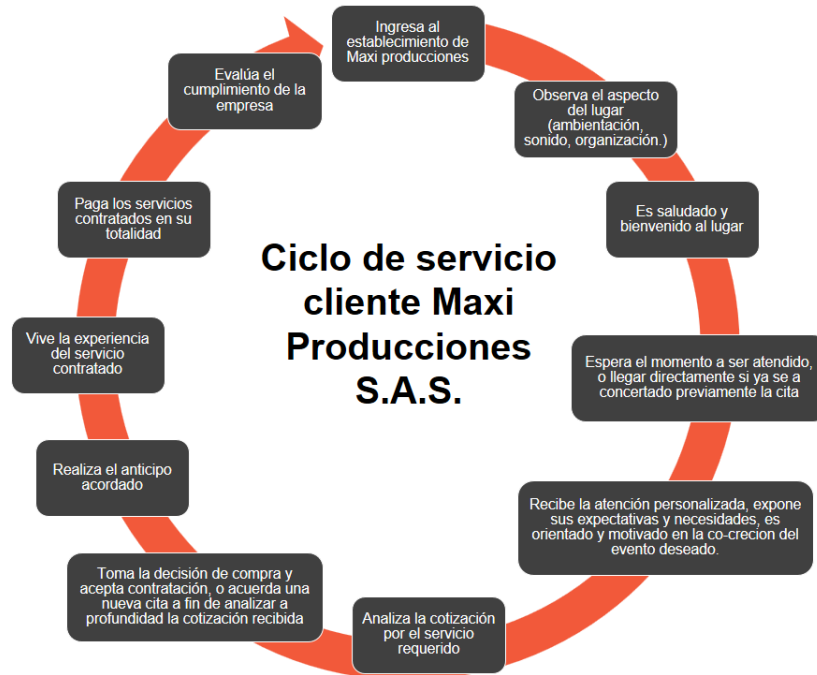 Ingresa al
establecimiento de
Maxi producciones
Observa el aspecto
del lugar
(ambientación,
sonido, organización.)
Es saludado y
bienvenido al lugar
Espera el momento a ser atendido,
o llegar directamente si ya se a
concertado previamente la cita
Recibe la atención personalizada, expone
sus expectativas y necesidades, es
orientado y motivado en la co-crecion del
evento deseado.
Analiza la cotización
por el servicio
requerido
Toma la decisión de compra y
acepta contratación, o acuerda una
nueva cita a fin de analizar a
profundidad la cotización recibida
Realiza el anticipo
acordado
Vive la experiencia
del servicio
contratado
Paga los servicios
contratados en su
totalidad
Evalúa el
cumplimiento de la
empresa
Ciclo de servicio
cliente Maxi
Producciones
S.A.S.